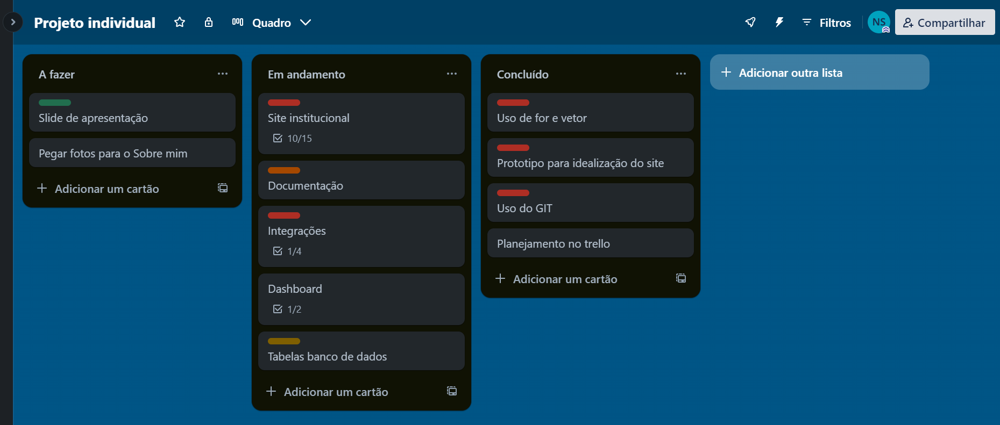 Projeto individual
Quadro
Filtros
NS
Compartilhar
A fazer
Slide de apresentação
Pegar fotos para o Sobre mim
Adicionar um cartão
Em andamento
Site institucional
10/15
Documentação
Integrações
1/4
Dashboard
1/2
Tabelas banco de dados
Adicionar um cartão
Concluído
Uso de for e vetor
Prototipo para idealização do site
Uso do GIT
Planejamento no trello
Adicionar um cartão
Adicionar outra lista